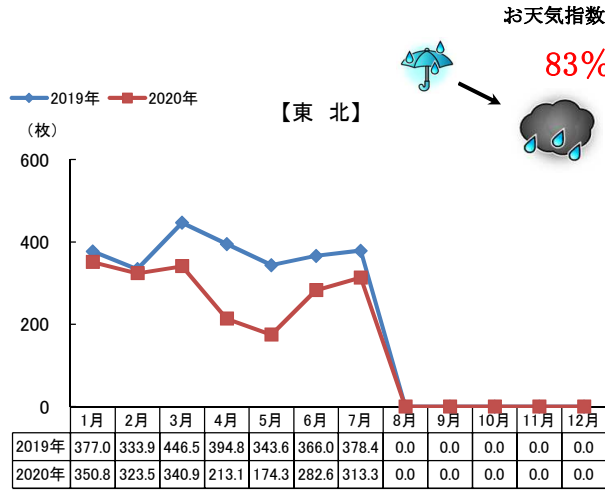 お天気指数
83%
2019年 2020年
【東 北】
（枚）
600
400
200
0
1月 2月 3月 4月 5月 6月 7月 8月 9月 10月 11月 12月
2019年 377.0 333.9 446.5 394.8 343.6 366.0 378.4 0.0 0.0 0.0 0.0 0.0
2020年 350.8 323.5 340.9 213.1 174.3 282.6 313.3 0.0 0.0 0.0 0.0 0.0